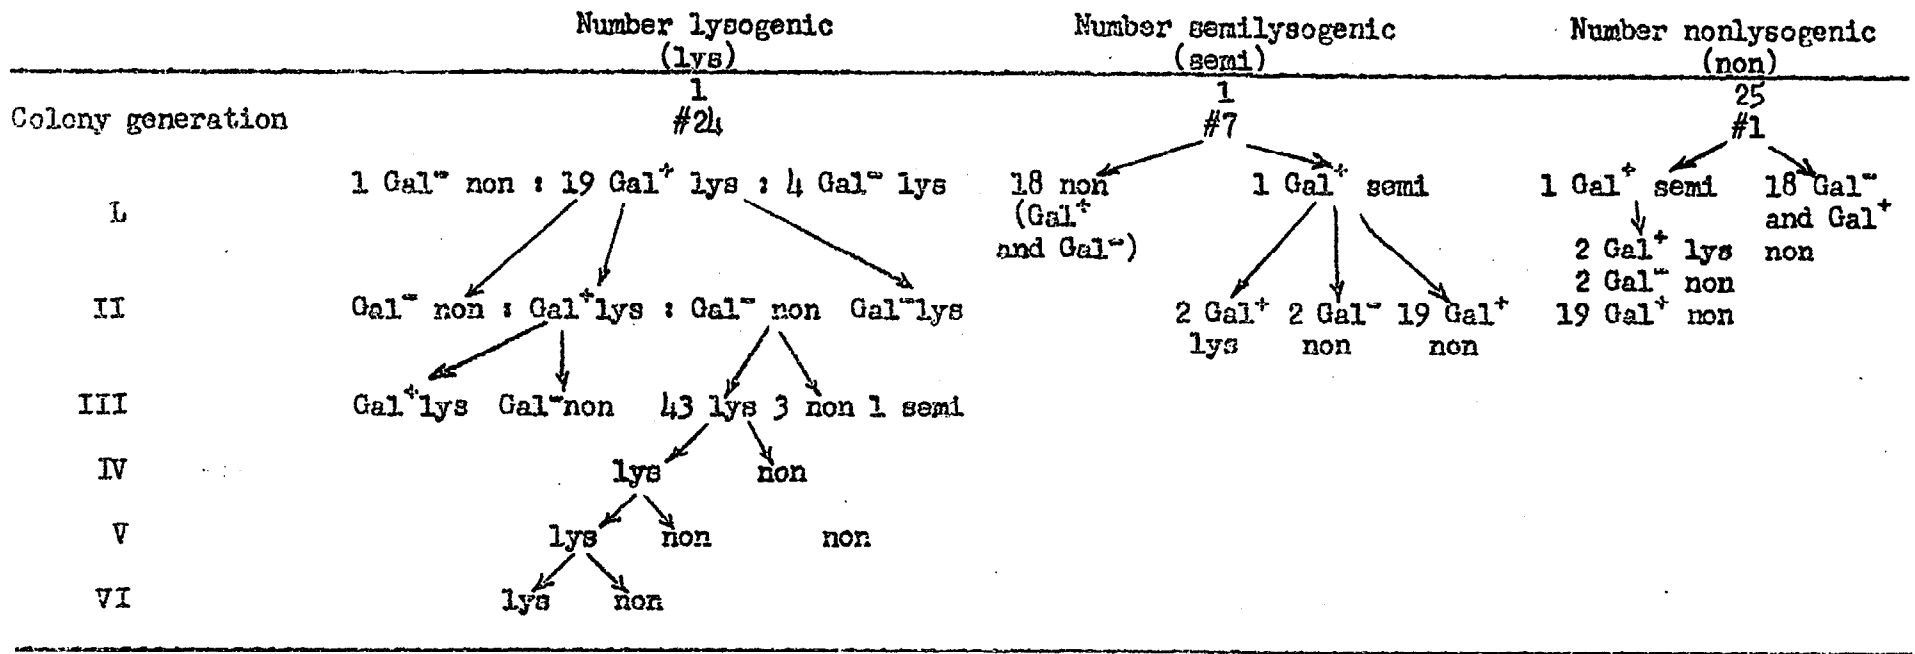 Number lysogenic Number semilysogenic Number nonlysogenic
(lys) (semi) (non)
1 1 25
Colony generation #24 #7 #1
1 Gal⁻ non : 19 Gal⁺ lys : 4 Gal⁻ lys 18 non 1 Gal⁺ semi 1 Gal⁺ semi 18 Gal⁻
L (Gal⁺ and Gal⁺
and Gal⁻) 2 Gal⁺ lys non
2 Gal⁻ non
II Gal⁻ non : Gal⁺lys : Gal⁻ non Gal⁻lys 2 Gal⁺ 2 Gal⁻ 19 Gal⁺ 19 Gal⁺ non
lys non non
III Gal⁺lys Gal⁻non 43 lys 3 non 1 semi
IV lys non
V lys non non
VI lys non